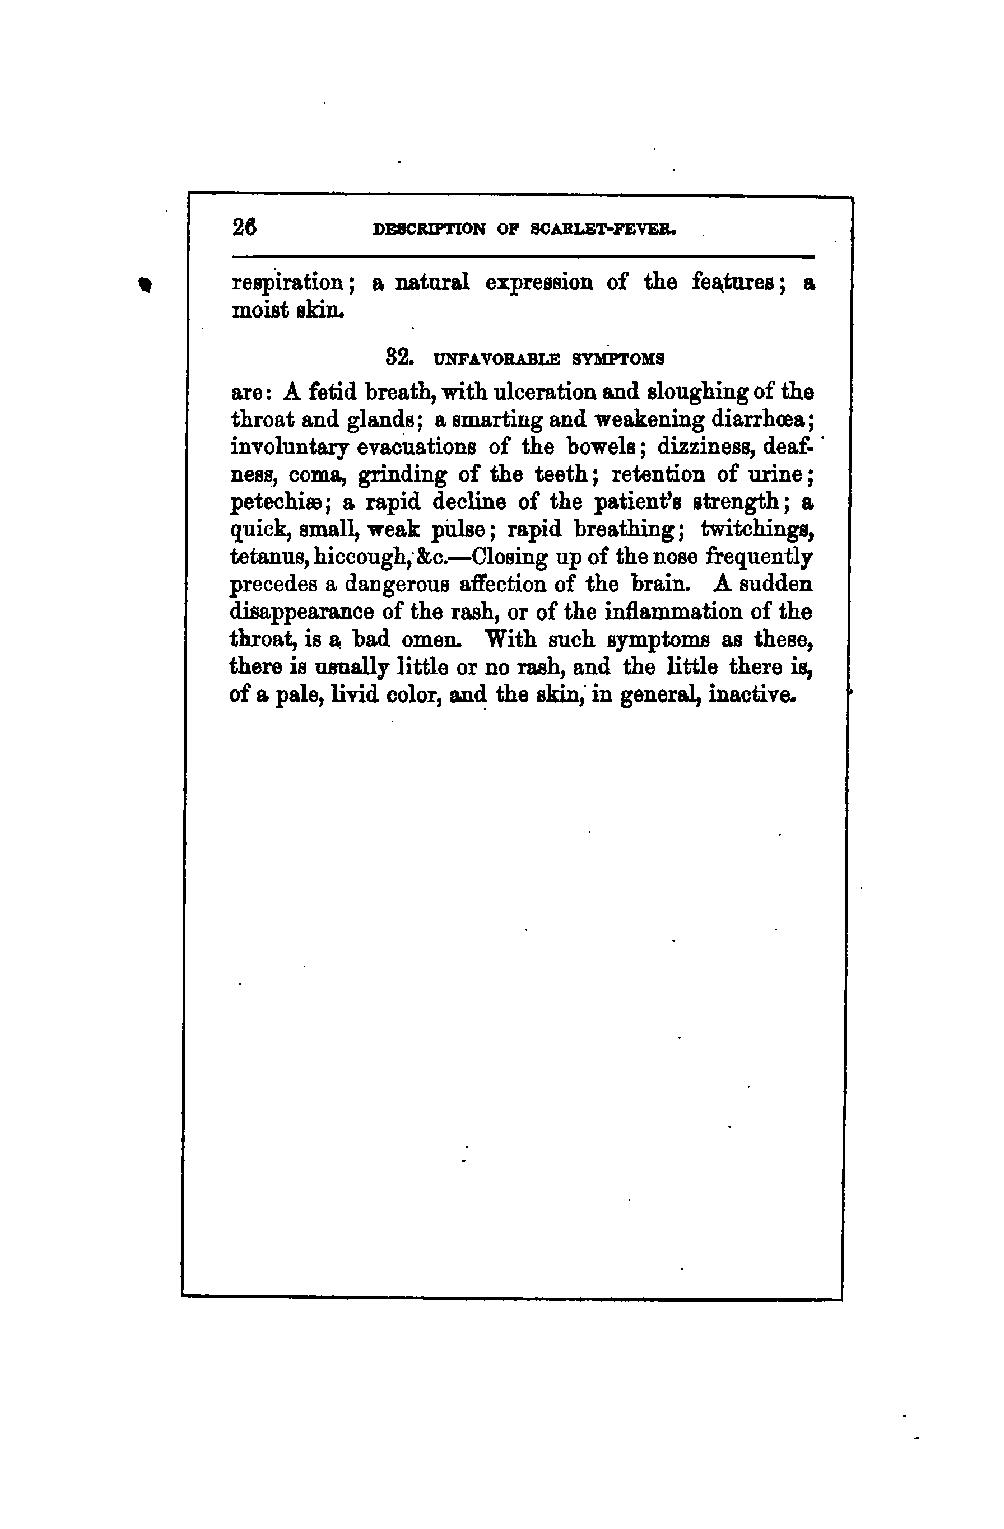 26 DESCRIPTION OF SCARLET-FEVER.
respiration; a natural expression of the features; a
moist skin.
32. UNFAVORABLE SYMPTOMS
are: A fetid breath, with ulceration and sloughing of the
throat and glands; a smarting and weakening diarrhœa;
involuntary evacuations of the bowels; dizziness, deaf-
ness, coma, grinding of the teeth; retention of urine;
petechiæ; a rapid decline of the patient's strength; a
quick, small, weak pulse; rapid breathing; twitchings,
tetanus, hiccough, &c.—Closing up of the nose frequently
precedes a dangerous affection of the brain. A sudden
disappearance of the rash, or of the inflammation of the
throat, is a bad omen. With such symptoms as these,
there is usually little or no rash, and the little there is,
of a pale, livid color, and the skin, in general, inactive.